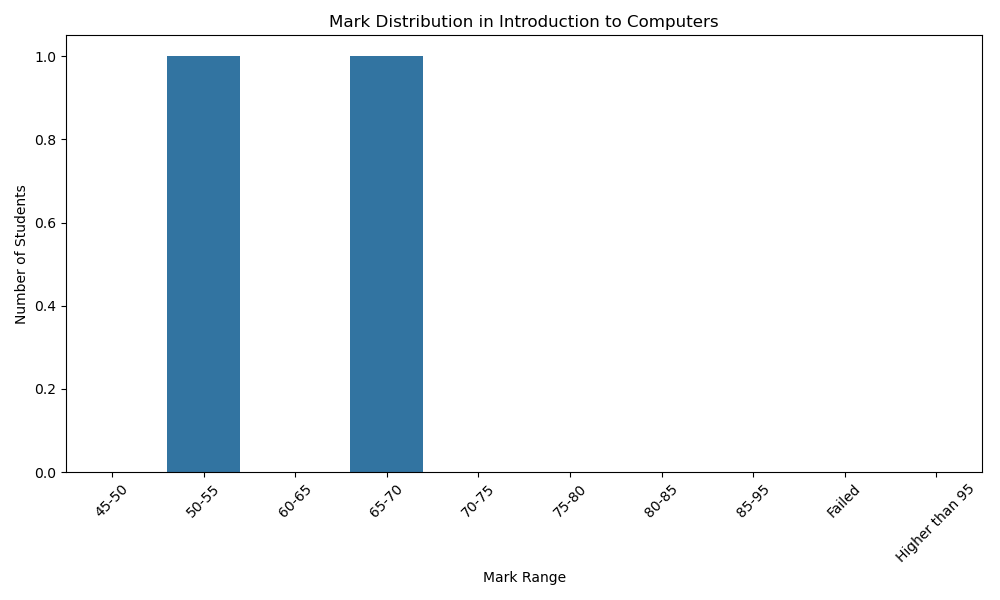 Mark Distribution in Introduction to Computers
Number of Students
1.0
0.8
0.6
0.4
0.2
0.0
45-50
50-55
60-65
65-70
70-75
75-80
80-85
85-95
Failed
Higher than 95
Mark Range